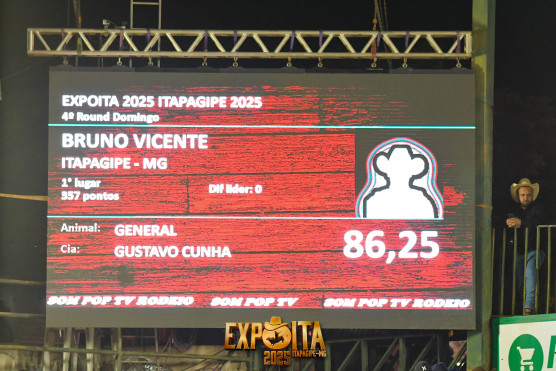 EXPOITA 2025 ITAPAGIPE 2025
4º Round Domingo
BRUNO VICENTE
ITAPAGIPE - MG
1º lugar
357 pontos
Dif lider: 0
Animal: GENERAL
Cia: GUSTAVO CUNHA
86,25
SOM POP TV RODEIO SOM POP TV SOM POP TV RODEIO
EXPOITA
2025 ITAPAGIPE-MG